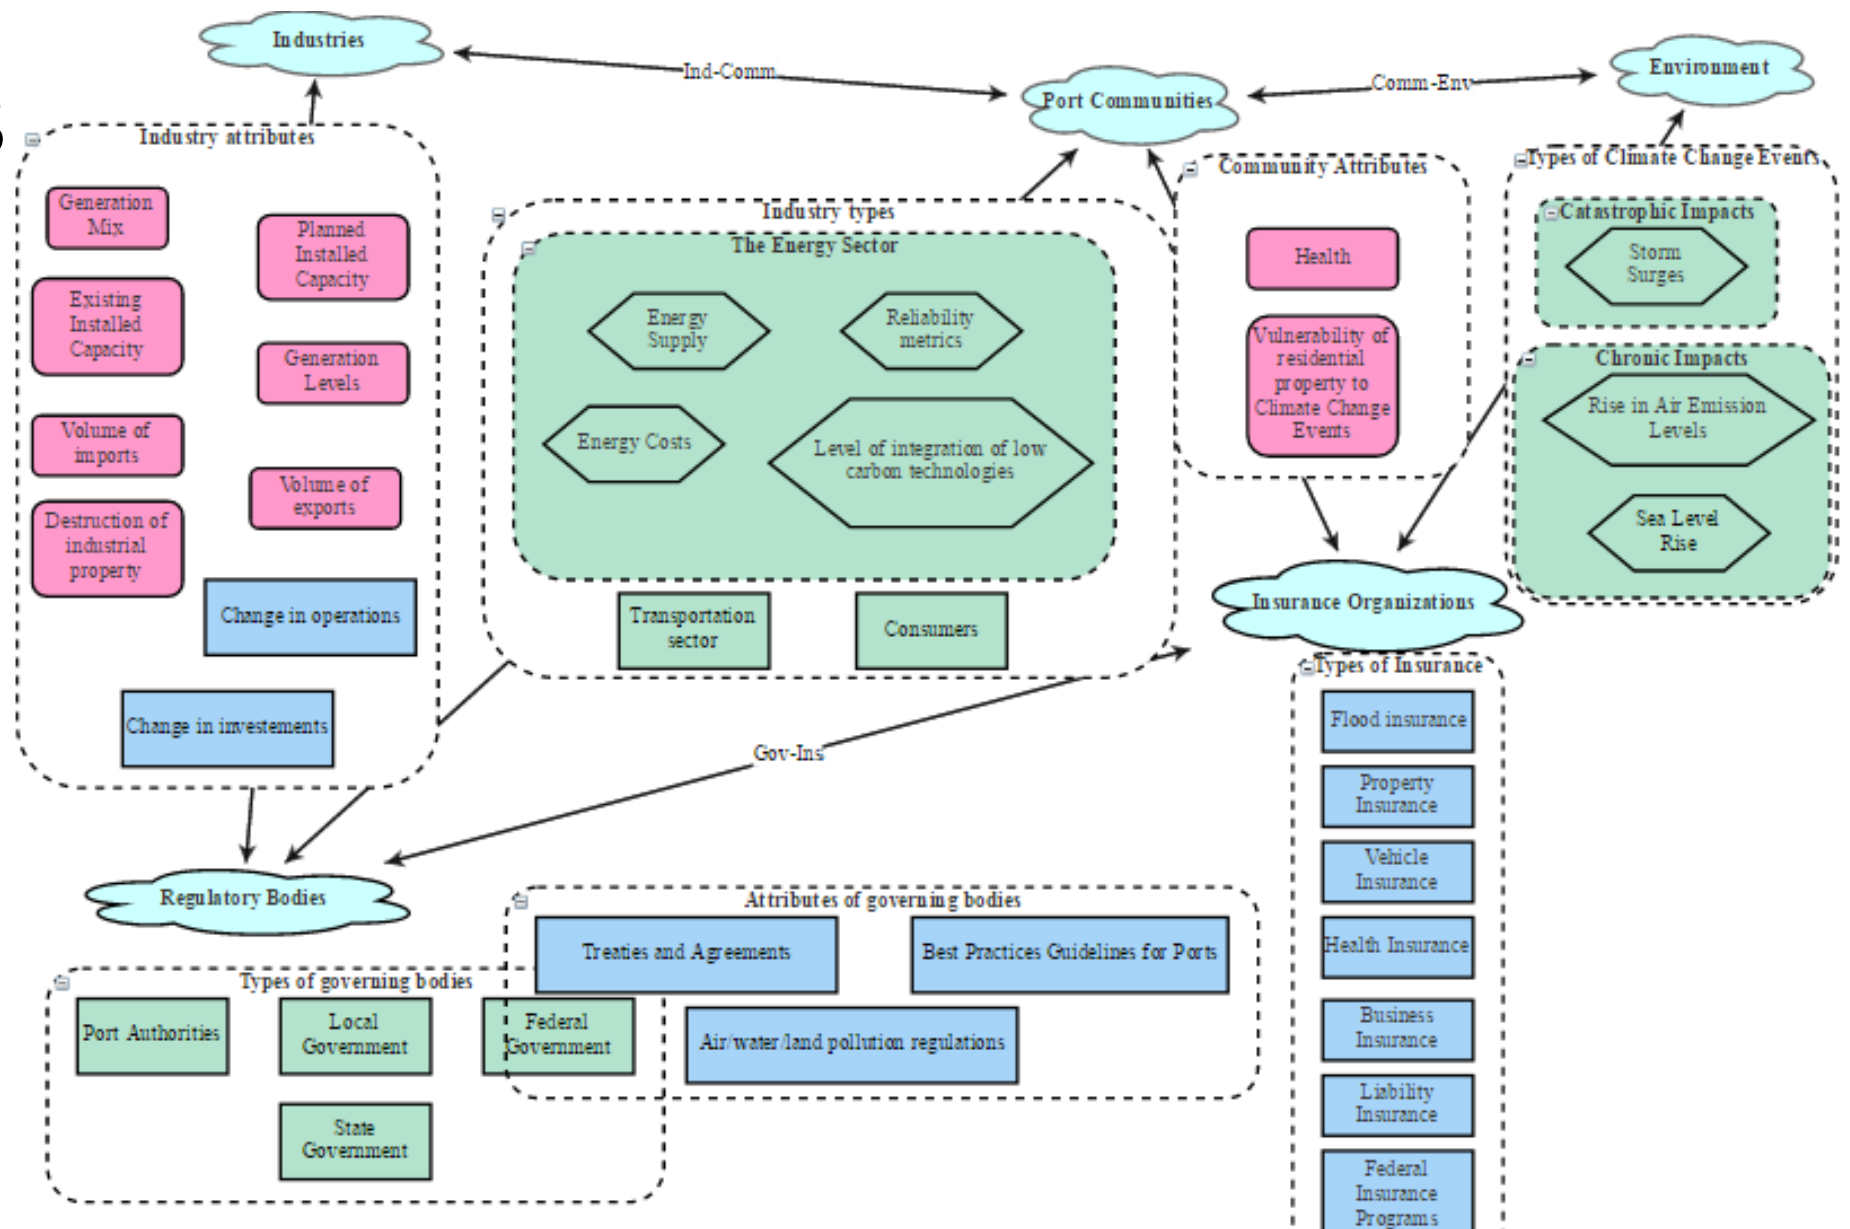 Industries
Ind-Comm
Port Communities
Comm-Env
Environment
Industry attributes
Generation
Mix
Planned
Installed
Capacity
Existing
Installed
Capacity
Generation
Levels
Volume of
imports
Volume of
exports
Destruction of
industrial
property
Change in operations
Change in investements
Industry types
The Energy Sector
Energy
Supply
Reliability
metrics
Energy Costs
Level of integration of low
carbon technologies
Transportation
sector
Consumers
Community Attributes
Health
Vulnerability of
residential
property to
Climate Change
Events
Types of Climate Change Events
Catastrophic Impacts
Storm
Surges
Chronic Impacts
Rise in Air Emission
Levels
Sea Level
Rise
Insurance Organizations
Types of Insurance
Flood insurance
Property
Insurance
Vehicle
Insurance
Health Insurance
Business
Insurance
Liability
Insurance
Federal
Insurance
Programs
Gov-Ins
Regulatory Bodies
Attributes of governing bodies
Treaties and Agreements
Best Practices Guidelines for Ports
Air/water/land pollution regulations
Types of governing bodies
Port Authorities
Local
Government
Federal
Government
State
Government